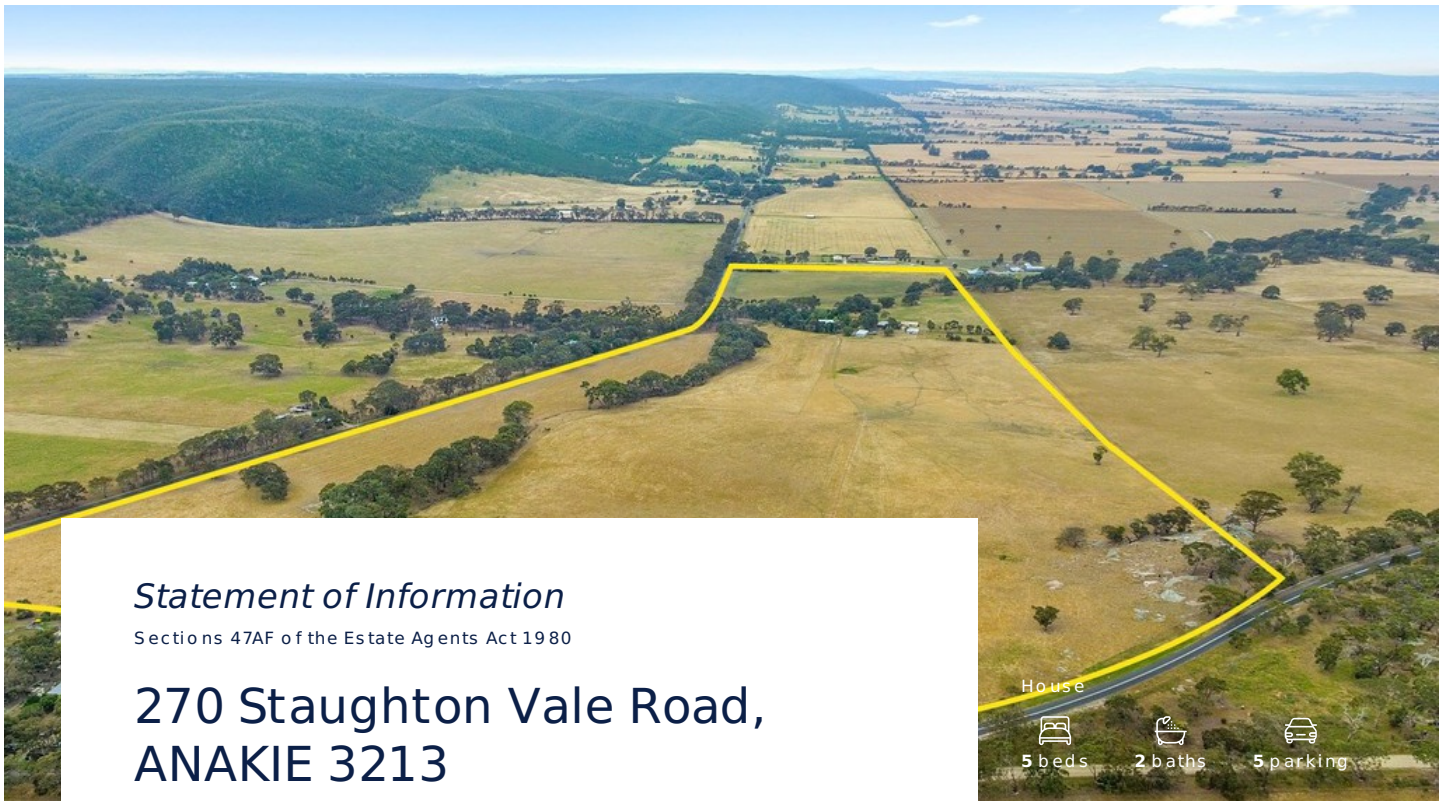 Statement of Information
Sections 47AF of the Estate Agents Act 1980
270 Staughton Vale Road,
ANAKIE 3213
House
5 beds 2 baths 5 parking